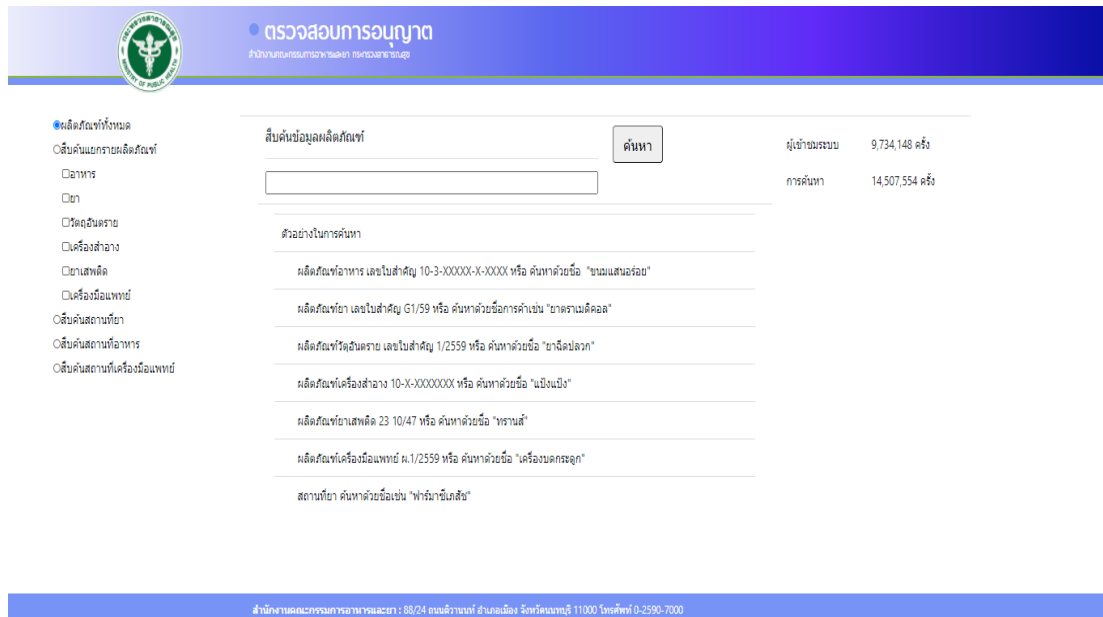 กระทรวงสาธารณสุข
MINISTRY OF PUBLIC HEALTH
ตรวจสอบการอนุญาต
สำนักงานคณะกรรมการอาหารและยา กระทรวงสาธารณสุข
ผลิตภัณฑ์ทั้งหมด
สืบค้นแยกรายผลิตภัณฑ์
อาหาร
ยา
วัตถุอันตราย
เครื่องสำอาง
ยาเสพติด
เครื่องมือแพทย์
สืบค้นสถานที่ยา
สืบค้นสถานที่อาหาร
สืบค้นสถานที่เครื่องมือแพทย์
สืบค้นข้อมูลผลิตภัณฑ์
ค้นหา
ผู้เข้าชมระบบ 9,734,148 ครั้ง
การค้นหา 14,507,554 ครั้ง
ตัวอย่างในการค้นหา
ผลิตภัณฑ์อาหาร เลขใบสำคัญ 10-3-XXXXX-X-XXXX หรือ ค้นหาด้วยชื่อ "ขนมแสนอร่อย"
ผลิตภัณฑ์ยา เลขใบสำคัญ G1/59 หรือ ค้นหาด้วยชื่อการค้าเช่น "ยาตราเมดิคอล"
ผลิตภัณฑ์วัตุอันตราย เลขใบสำคัญ 1/2559 หรือ ค้นหาด้วยชื่อ "ยาฉีดปลวก"
ผลิตภัณฑ์เครื่องสำอาง 10-X-XXXXXXX หรือ ค้นหาด้วยชื่อ "แป้งแป้ง"
ผลิตภัณฑ์ยาเสพติด 23 10/47 หรือ ค้นหาด้วยชื่อ "ทรานส์"
ผลิตภัณฑ์เครื่องมือแพทย์ ผ.1/2559 หรือ ค้นหาด้วยชื่อ "เครื่องบดกระดูก"
สถานที่ยา ค้นหาด้วยชื่อเช่น "ฟาร์มาซีเภสัช"
สำนักงานคณะกรรมการอาหารและยา : 88/24 ถนนติวานนท์ อำเภอเมือง จังหวัดนนทบุรี 11000 โทรศัพท์ 0-2590-7000